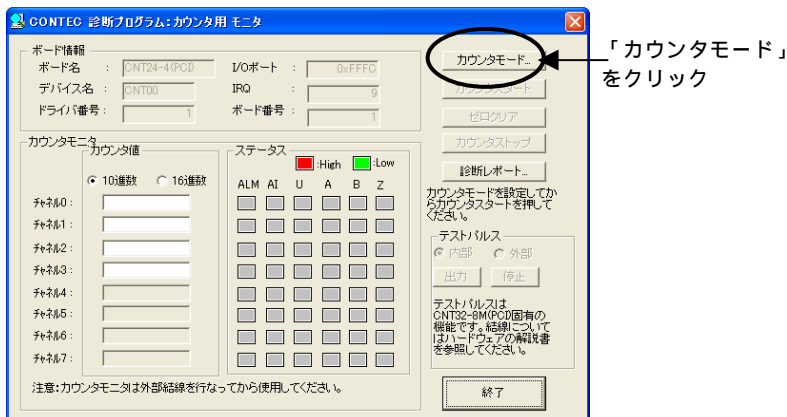 CONTEC 診断プログラム:カウンタ用 モニタ
ボード情報
ボード名 : CNT24-4(PCI) I/Oポート : 0xFFFC
デバイス名 : CNT00 IRQ : 9
ドライバ番号 : 1 ボード番号 : 1
カウンタモード...
カウンタスタート
ゼロクリア
カウンタストップ
診断レポート...
「カウンタモード」
をクリック
カウンタモニタ
カウンタ値
10進数 16進数
ステータス
:High :Low
ALM AI U A B Z
チャネル0 :
チャネル1 :
チャネル2 :
チャネル3 :
チャネル4 :
チャネル5 :
チャネル6 :
チャネル7 :
注意:カウンタモニタは外部結線を行なってから使用してください。
カウンタモードを設定してか
らカウンタスタートを押して
ください。
テストパルス
内部 外部
出力 停止
テストパルスは
CNT32-8M(PCI)固有の
機能です。結線について
はハードウェアの解説書
を参照してください。
終了